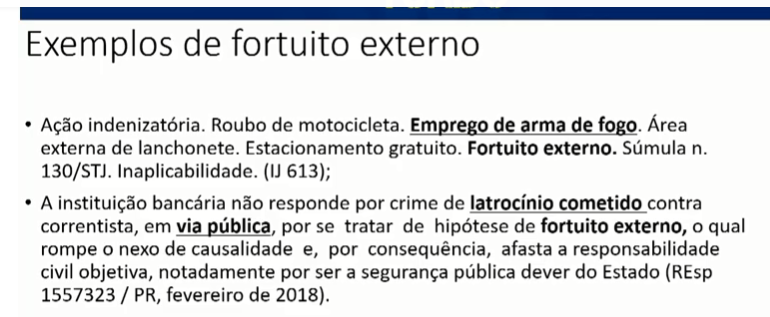 Exemplos de fortuito externo
• Ação indenizatória. Roubo de motocicleta. Emprego de arma de fogo. Área
externa de lanchonete. Estacionamento gratuito. Fortuito externo. Súmula n.
130/STJ. Inaplicabilidade. (IJ 613);
• A instituição bancária não responde por crime de latrocínio cometido contra
correntista, em via pública, por se tratar de hipótese de fortuito externo, o qual
rompe o nexo de causalidade e, por consequência, afasta a responsabilidade
civil objetiva, notadamente por ser a segurança pública dever do Estado (REsp
1557323 / PR, fevereiro de 2018).